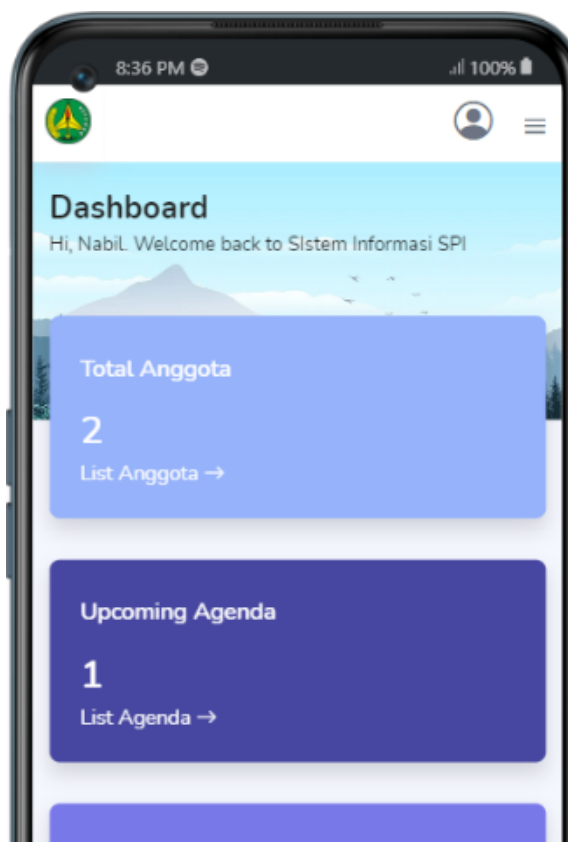 8:36 PM
100%
Dashboard
Hi, Nabil. Welcome back to SIstem Informasi SPI
Total Anggota
2
List Anggota →
Upcoming Agenda
1
List Agenda →